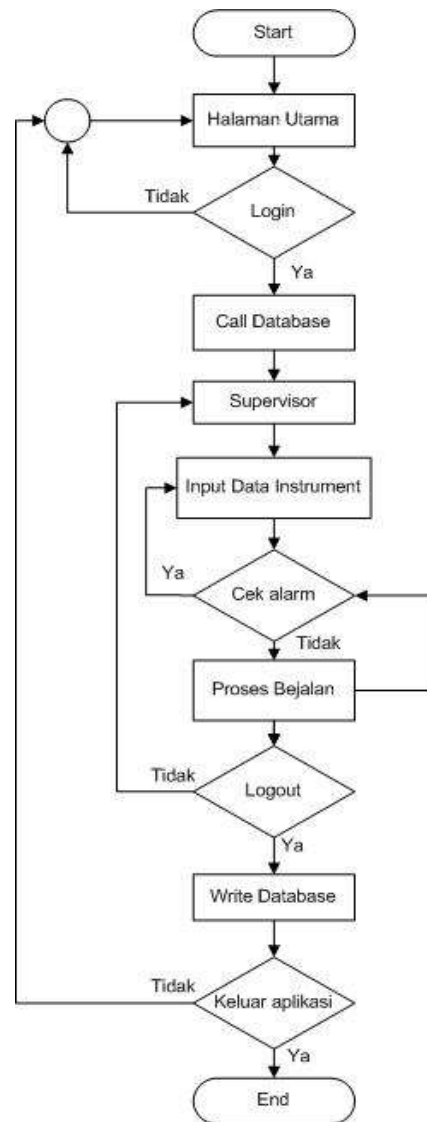 Start
Halaman Utama
Tidak
Login
Ya
Call Database
Supervisor
Input Data Instrument
Ya
Cek alarm
Tidak
Proses Bejalan
Tidak
Logout
Ya
Write Database
Tidak
Keluar aplikasi
Ya
End